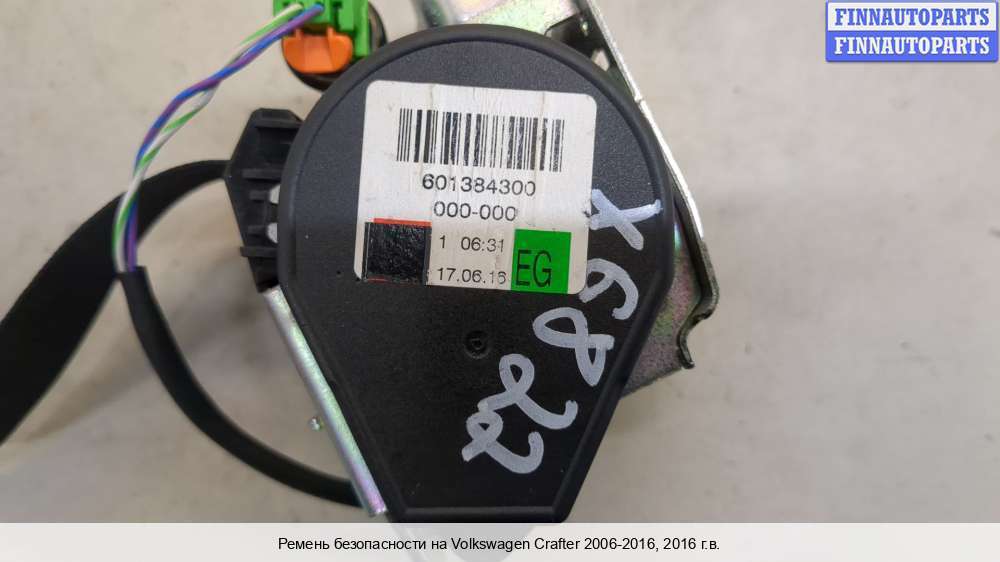 FINNAUTOPARTS
FINNAUTOPARTS
601384300
000-000
1 06:31
17.06.16
EG
X6822
Ремень безопасности на Volkswagen Crafter 2006-2016, 2016 г.в.